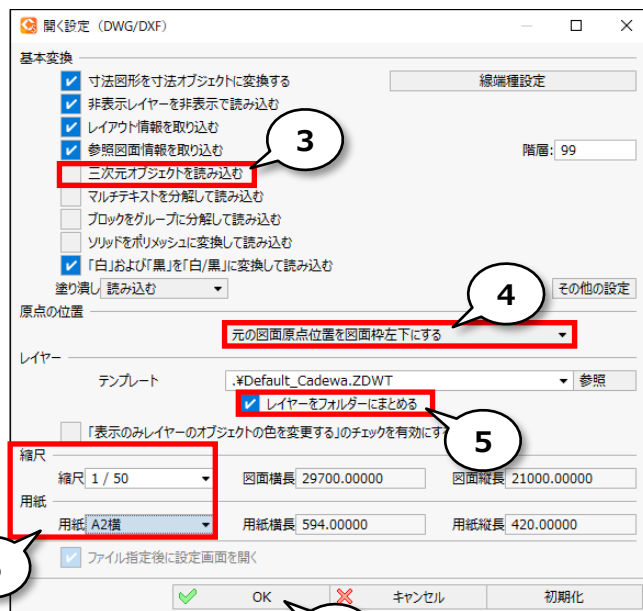 開く設定（DWG/DXF）
基本変換
寸法図形を寸法オブジェクトに変換する
線端種設定
非表示レイヤーを非表示で読み込む
レイアウト情報を取り込む
3
参照図面情報を取り込む
階層: 99
三次元オブジェクトを読み込む
マルチテキストを分解して読み込む
ブロックをグループに分解して読み込む
ソリッドをポリメッシュに変換して読み込む
「白」および「黒」を「白/黒」に変換して読み込む
塗り潰し 読み込む
4
その他の設定
原点の位置
元の図面原点位置を図面枠左下にする
レイヤー
テンプレート .¥Default_Cadewa.ZDWT 参照
レイヤーをフォルダーにまとめる
5
「表示のみレイヤーのオブジェクトの色を変更する」のチェックを有効にす
縮尺
縮尺 1 / 50 図面横長 29700.00000 図面縦長 21000.00000
用紙
用紙 A2横 用紙横長 594.00000 用紙縦長 420.00000
ファイル指定後に設定画面を開く
OK キャンセル 初期化